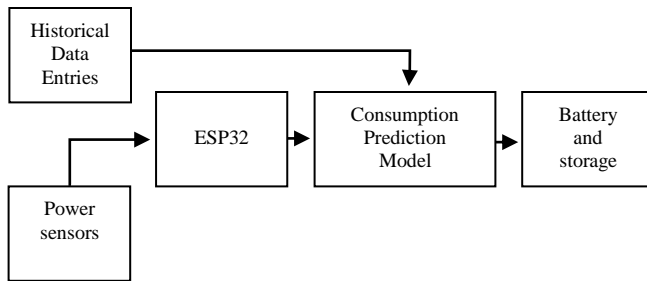 Historical
Data
Entries
ESP32
Consumption
Prediction
Model
Battery
and
storage
Power
sensors